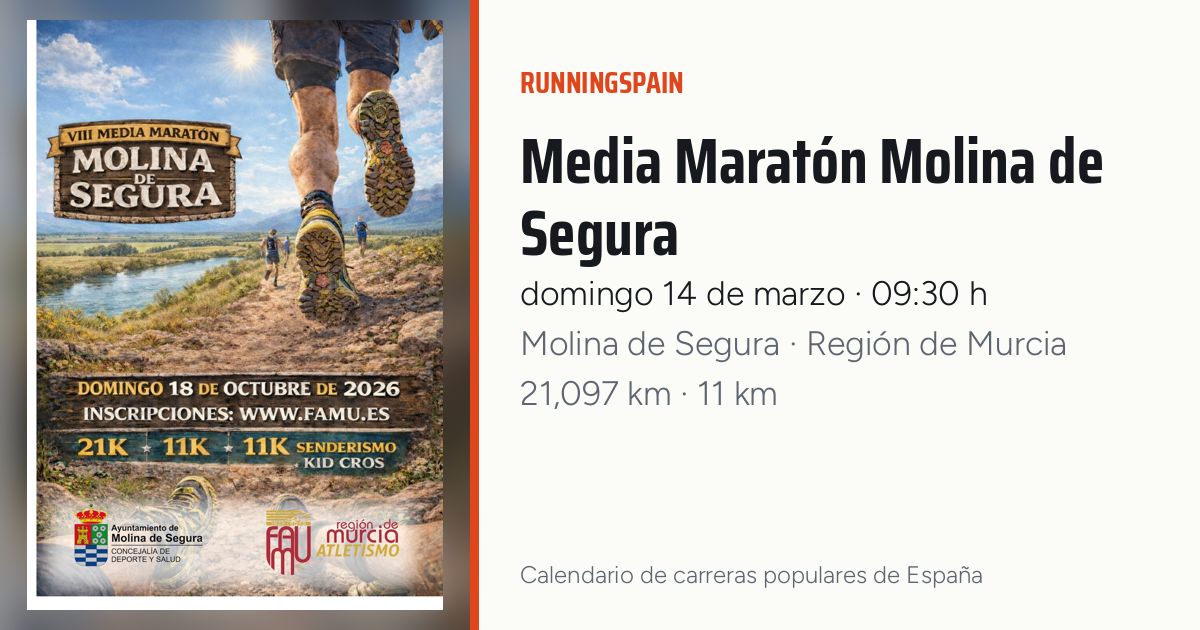 VIII MEDIA MARATÓN
MOLINA
DE
SEGURA
DOMINGO 18 DE OCTUBRE DE 2026
INSCRIPCIONES: WWW.FAMU.ES
21K ★ 11K ★ 11K SENDERISMO
. KID CROS
Ayuntamiento de
Molina de Segura
CONCEJALÍA DE
DEPORTE Y SALUD
FAMU
región de
murcia
ATLETISMO
RUNNINGSPAIN
Media Maratón Molina de
Segura
domingo 14 de marzo · 09:30 h
Molina de Segura · Región de Murcia
21,097 km · 11 km
Calendario de carreras populares de España